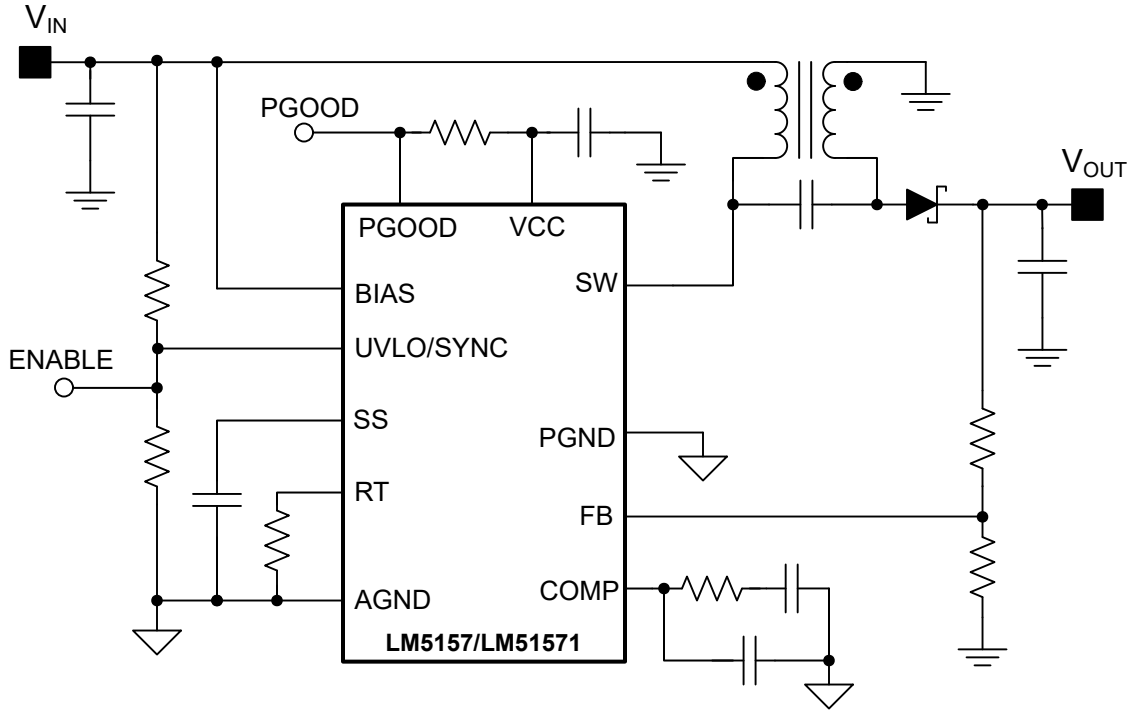 VIN
PGOOD
VOUT
PGOOD
VCC
SW
BIAS
UVLO/SYNC
ENABLE
SS
PGND
RT
FB
COMP
AGND
LM5157/LM51571